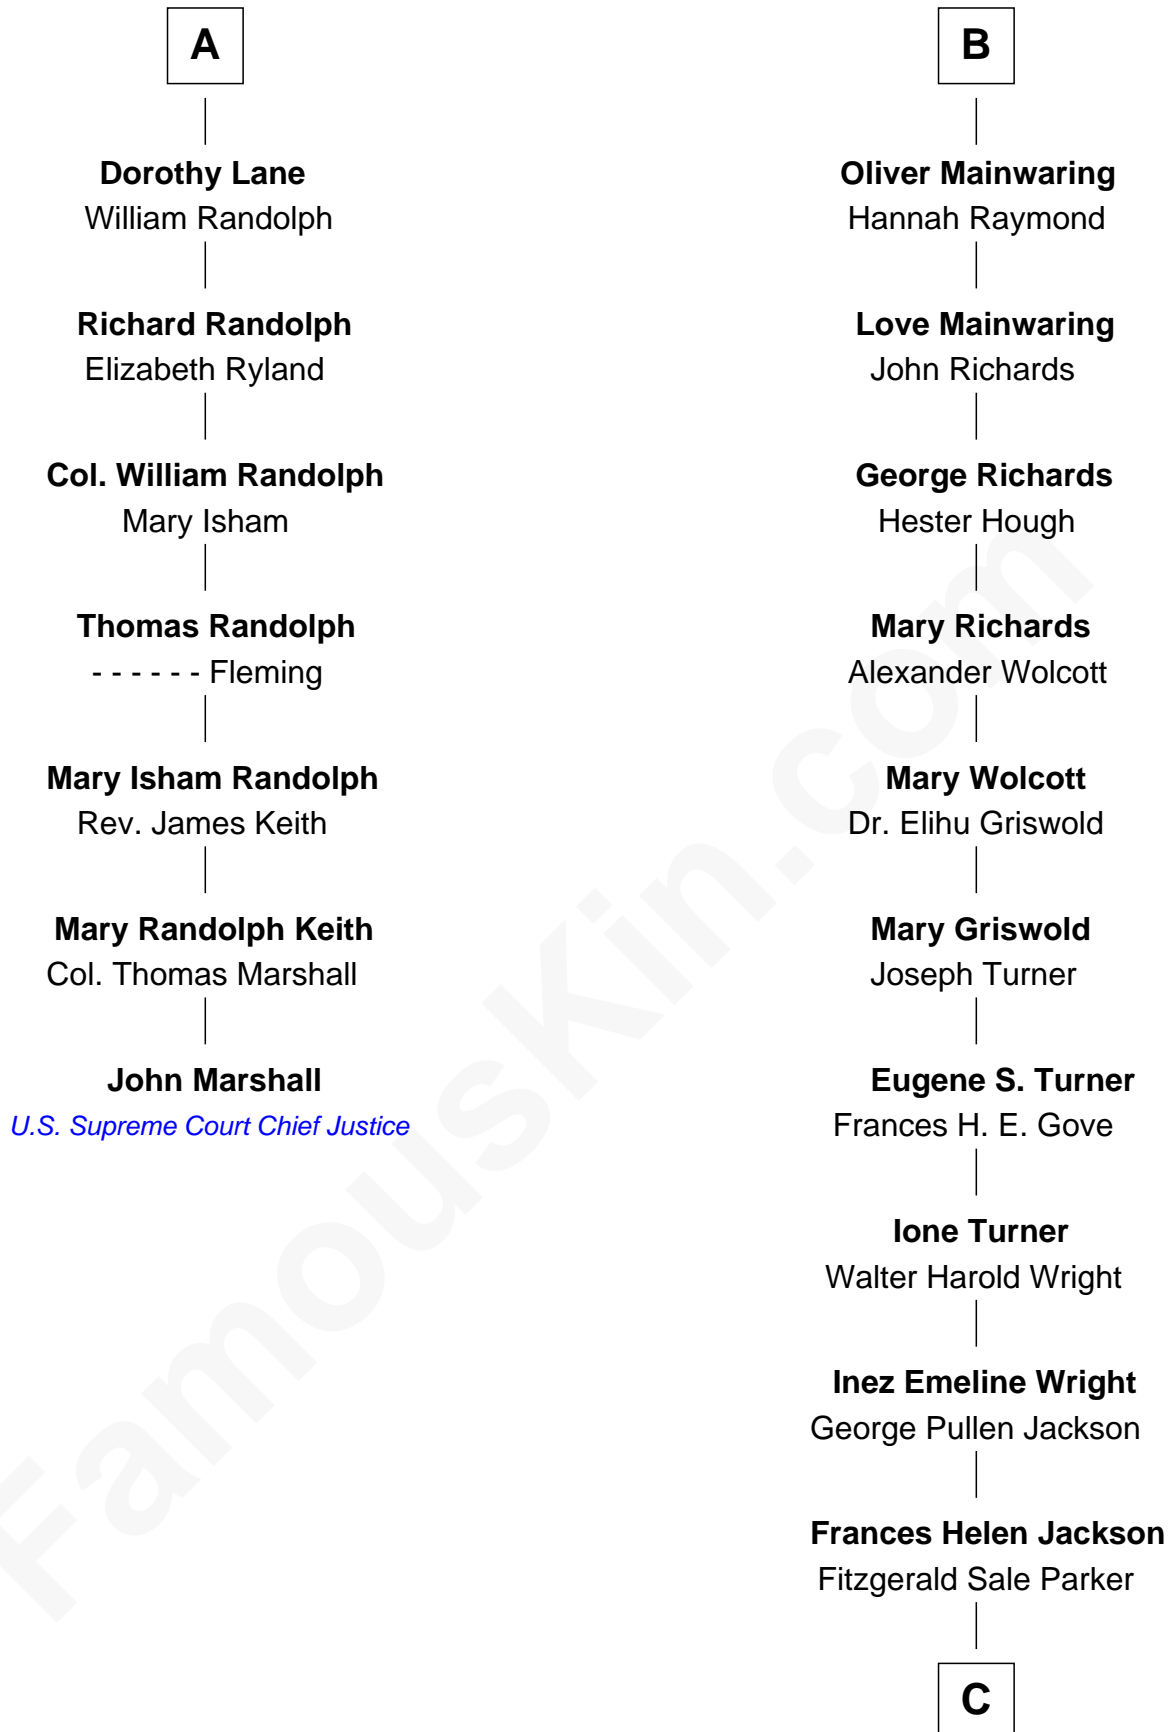 A
Dorothy Lane
William Randolph
Richard Randolph
Elizabeth Ryland
Col. William Randolph
Mary Isham
Thomas Randolph
- - - - - - Fleming
Mary Isham Randolph
Rev. James Keith
Mary Randolph Keith
Col. Thomas Marshall
John Marshall
U.S. Supreme Court Chief Justice
B
Oliver Mainwaring
Hannah Raymond
Love Mainwaring
John Richards
George Richards
Hester Hough
Mary Richards
Alexander Wolcott
Mary Wolcott
Dr. Elihu Griswold
Mary Griswold
Joseph Turner
Eugene S. Turner
Frances H. E. Gove
Ione Turner
Walter Harold Wright
Inez Emeline Wright
George Pullen Jackson
Frances Helen Jackson
Fitzgerald Sale Parker
C
FamousKin.com